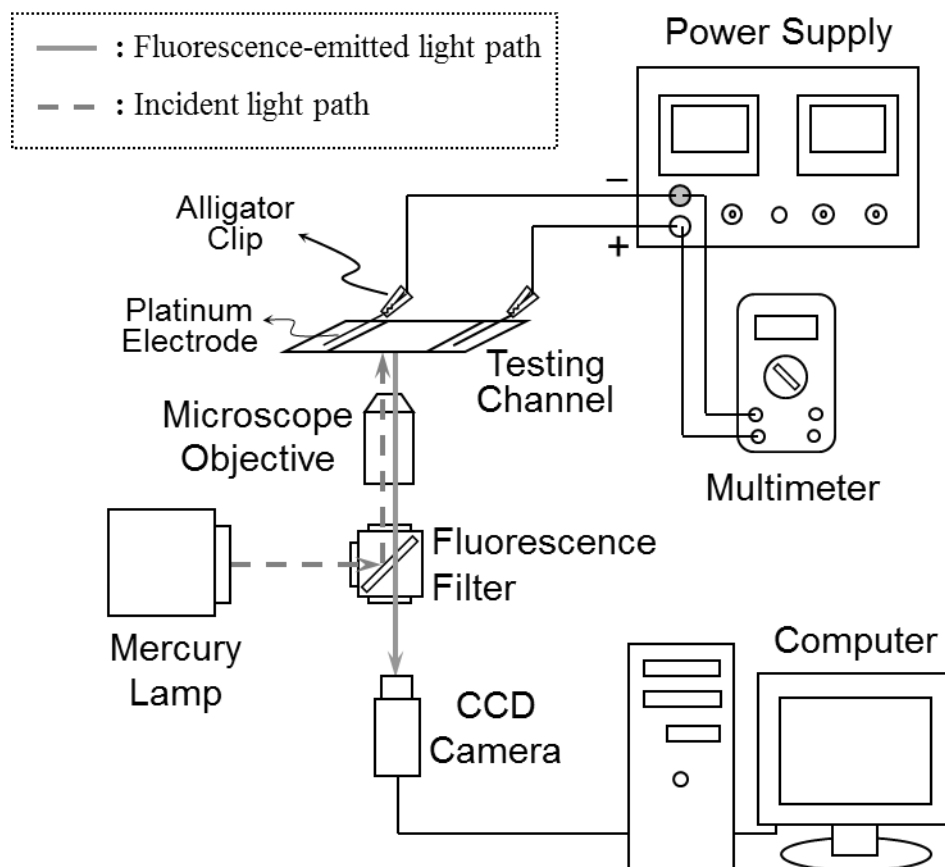 : Fluorescence-emitted light path
: Incident light path
Power Supply
−
+
Alligator
Clip
Platinum
Electrode
Testing
Channel
Microscope
Objective
Multimeter
Fluorescence
Filter
Mercury
Lamp
CCD
Camera
Computer